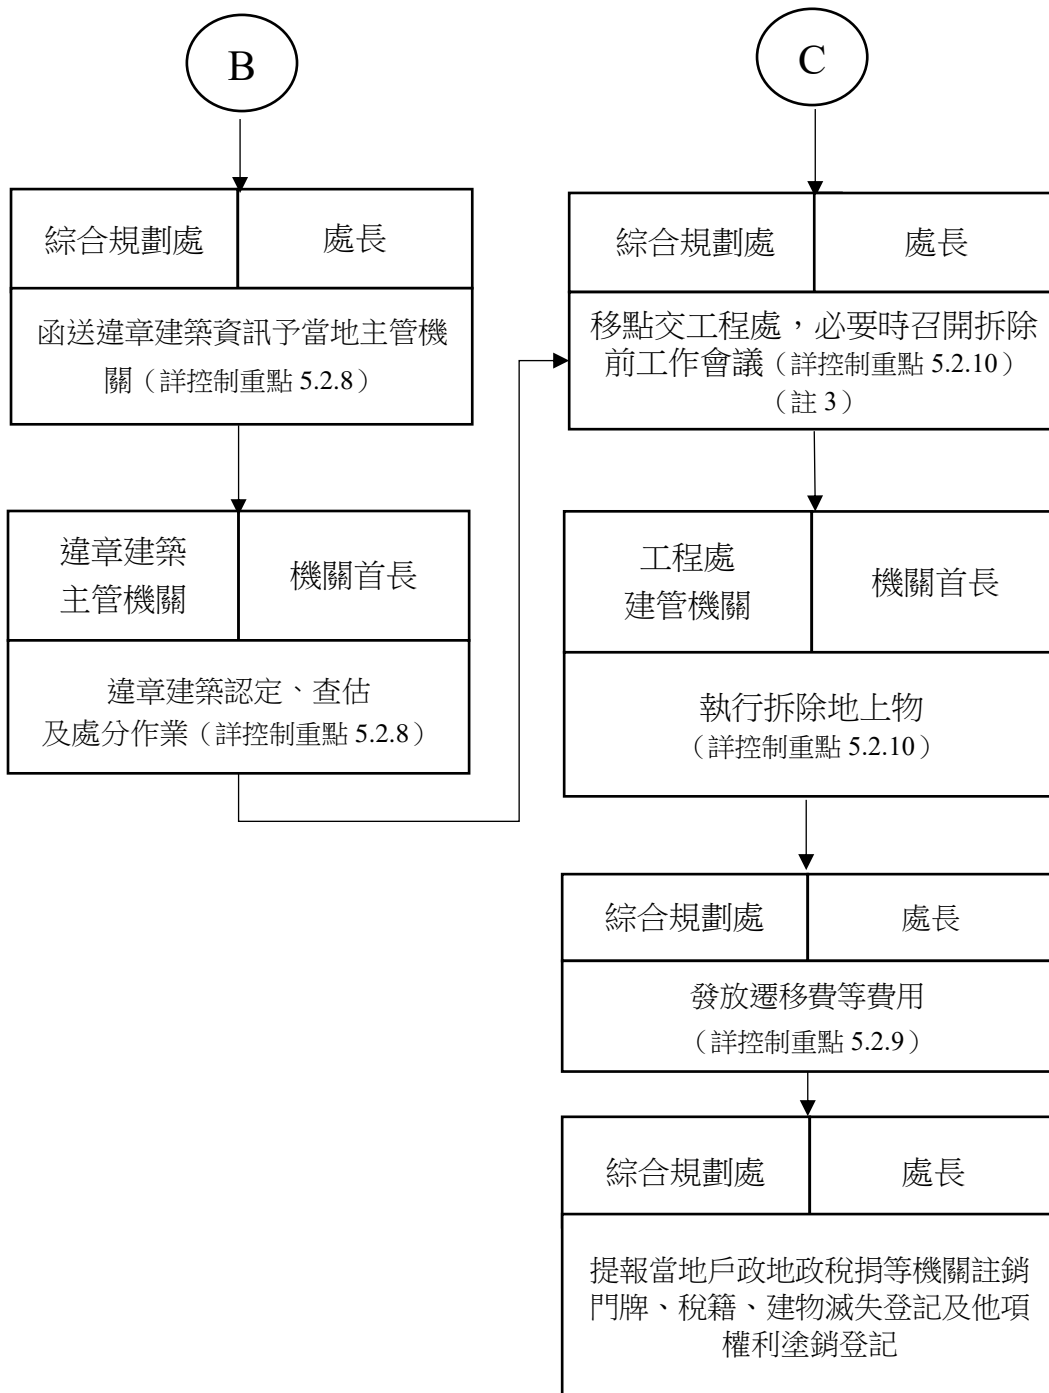 B
綜合規劃處
處長
函送違章建築資訊予當地主管機
關（詳控制重點 5.2.8）
違章建築
主管機關
機關首長
違章建築認定、查估
及處分作業（詳控制重點 5.2.8）
C
綜合規劃處
處長
移點交工程處，必要時召開拆除
前工作會議（詳控制重點 5.2.10）
（註 3）
工程處
建管機關
機關首長
執行拆除地上物
（詳控制重點 5.2.10）
綜合規劃處
處長
發放遷移費等費用
（詳控制重點 5.2.9）
綜合規劃處
處長
提報當地戶政地政稅捐等機關註銷
門牌、稅籍、建物滅失登記及他項
權利塗銷登記